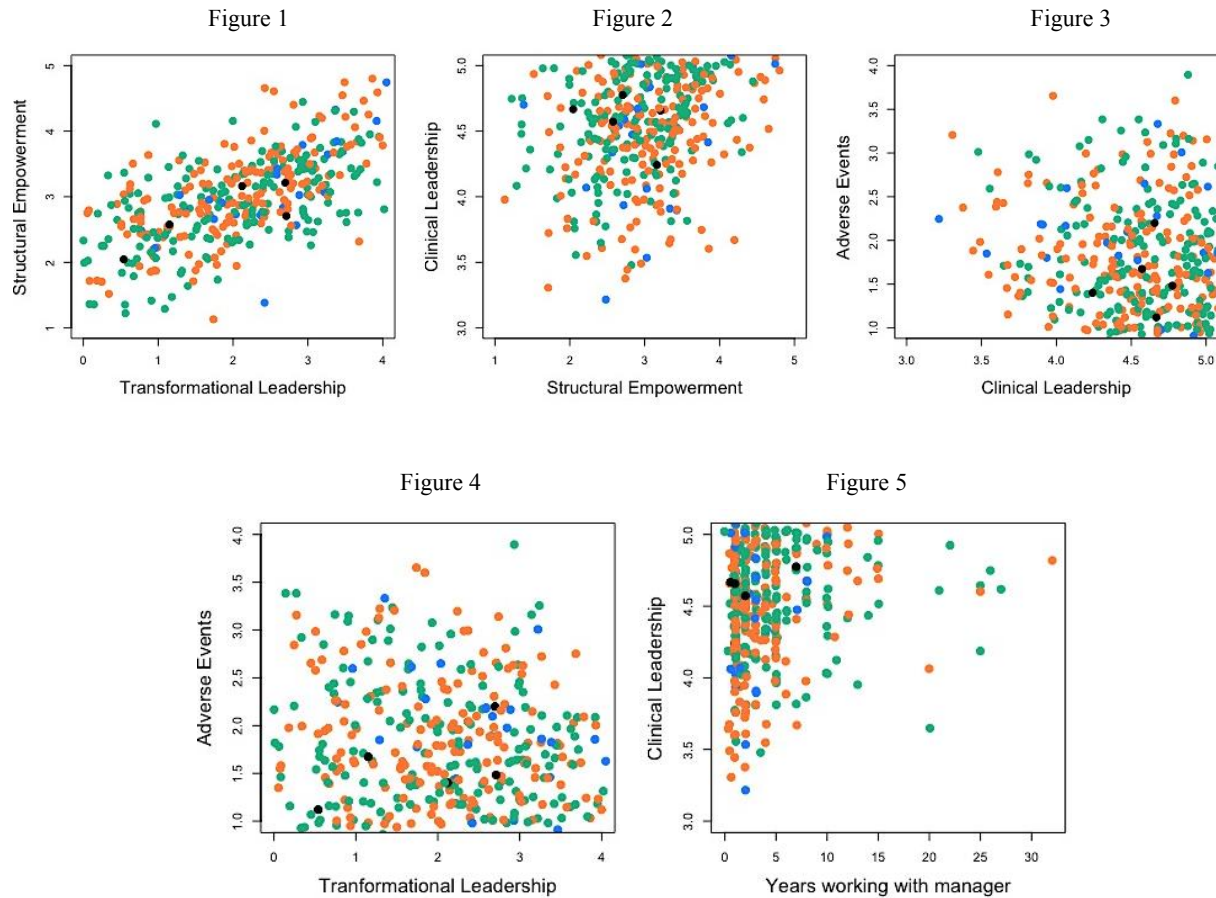 Figure 1
Figure 2
Figure 3
Structural Empowerment
5
4
3
2
1
0 1 2 3 4
Transformational Leadership
Clinical Leadership
5.0
4.5
4.0
3.5
3.0
1 2 3 4 5
Structural Empowerment
Adverse Events
4.0
3.5
3.0
2.5
2.0
1.5
1.0
3.0 3.5 4.0 4.5 5.0
Clinical Leadership
Figure 4
Figure 5
Adverse Events
4.0
3.5
3.0
2.5
2.0
1.5
1.0
0 1 2 3 4
Tranformational Leadership
Clinical Leadership
5.0
4.5
4.0
3.5
3.0
0 5 10 15 20 25 30
Years working with manager